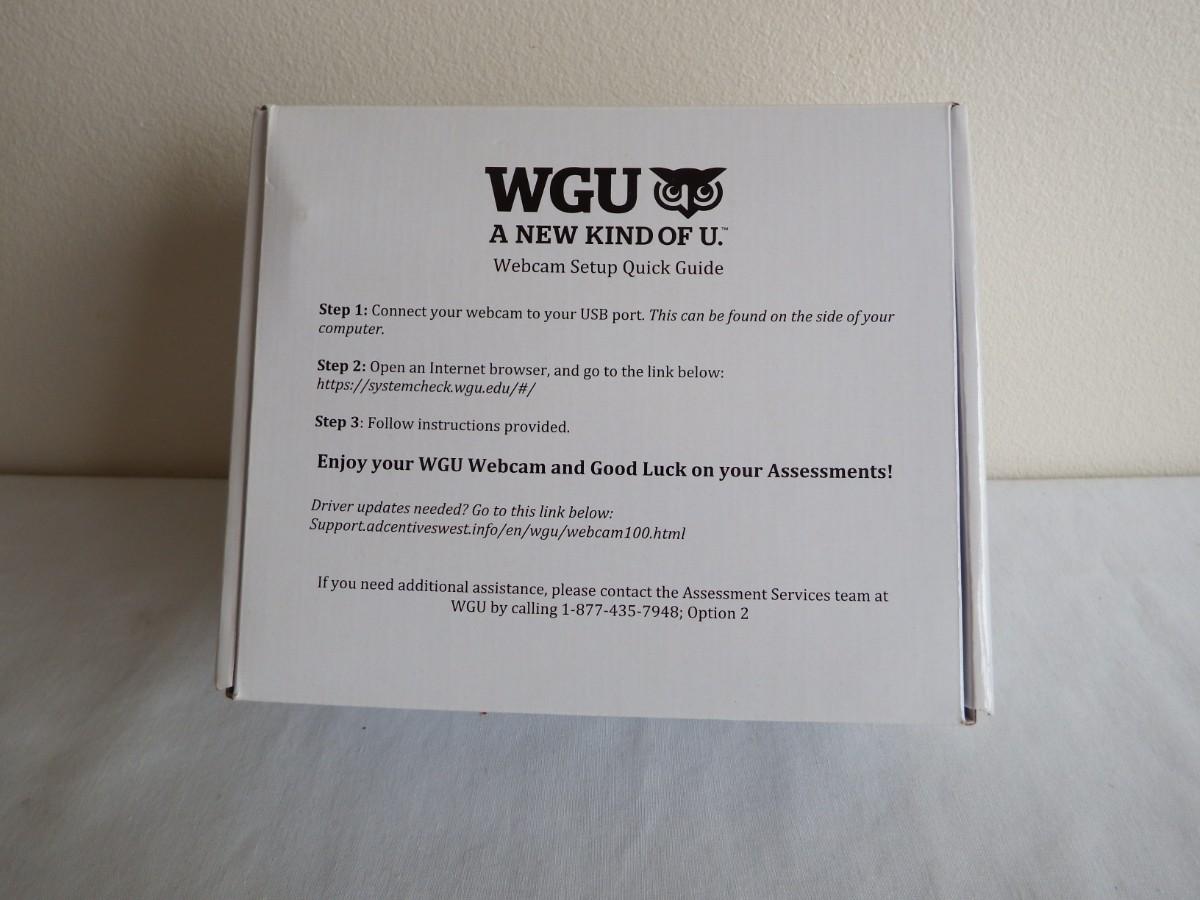 WGU
A NEW KIND OF U.™
Webcam Setup Quick Guide
Step 1: Connect your webcam to your USB port. This can be found on the side of your
computer.
Step 2: Open an Internet browser, and go to the link below:
https://systemcheck.wgu.edu/#/
Step 3: Follow instructions provided.
Enjoy your WGU Webcam and Good Luck on your Assessments!
Driver updates needed? Go to this link below:
Support.adcentiveswest.info/en/wgu/webcam100.html
If you need additional assistance, please contact the Assessment Services team at
WGU by calling 1-877-435-7948; Option 2